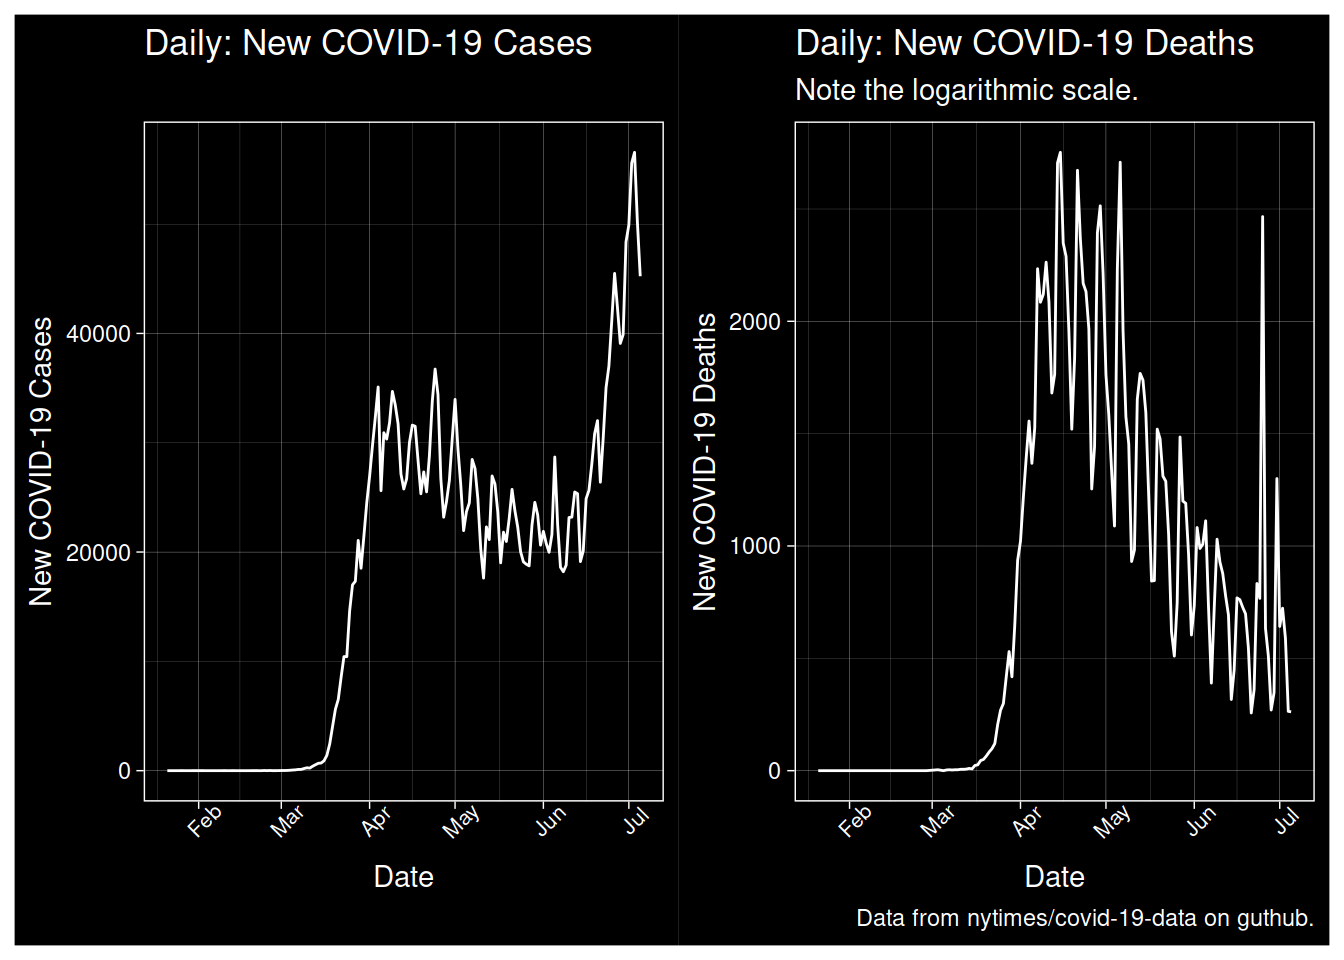 Daily: New COVID-19 Cases
New COVID-19 Cases
40000
20000
0
Feb
Mar
Apr
May
Jun
Jul
Date
Daily: New COVID-19 Deaths
Note the logarithmic scale.
New COVID-19 Deaths
2000
1000
0
Feb
Mar
Apr
May
Jun
Jul
Date
Data from nytimes/covid-19-data on guthub.